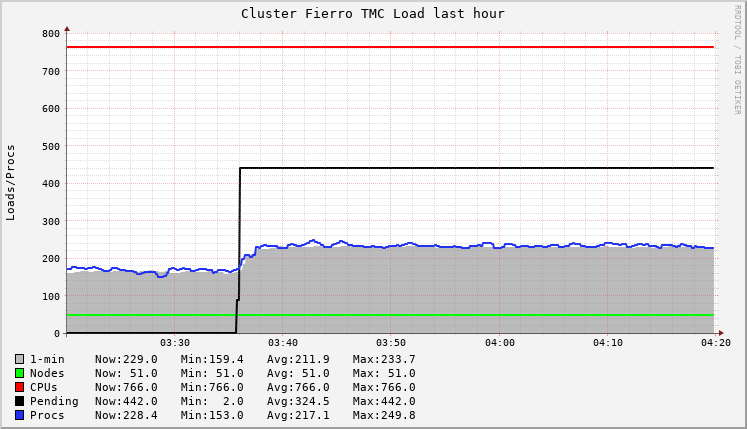 Cluster Fierro TMC Load last hour
RRDTOOL / TOBI OETIKER
Loads/Procs
800
700
600
500
400
300
200
100
0
03:30 03:40 03:50 04:00 04:10 04:20
1-min Now:229.0 Min:159.4 Avg:211.9 Max:233.7
Nodes Now: 51.0 Min: 51.0 Avg: 51.0 Max: 51.0
CPUs Now:766.0 Min:766.0 Avg:766.0 Max:766.0
Pending Now:442.0 Min: 2.0 Avg:324.5 Max:442.0
Procs Now:228.4 Min:153.0 Avg:217.1 Max:249.8